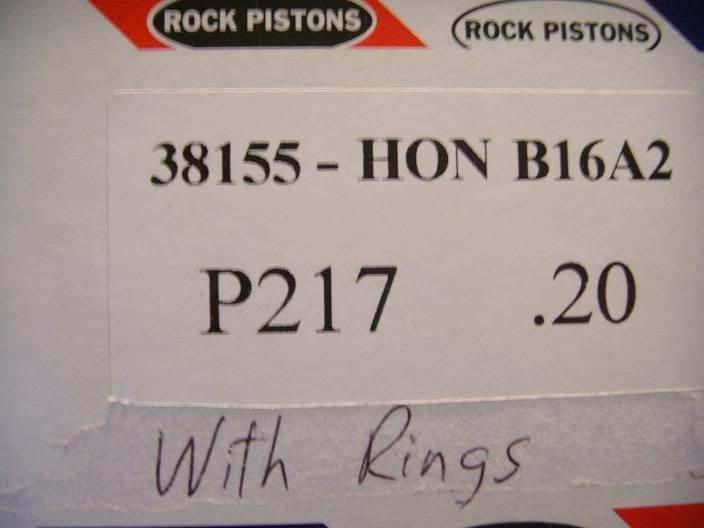 ROCK PISTONS ROCK PISTONS
38155 - HON B16A2
P217 .20
With Rings